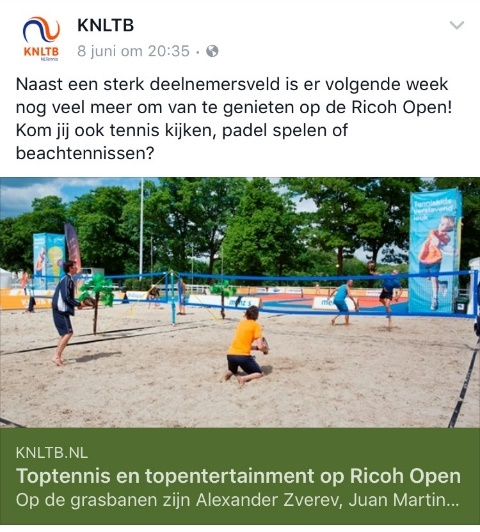 KNLTB
8 juni om 20:35
KNLTB
Naast een sterk deelnemersveld is er volgende week
nog veel meer om van te genieten op de Ricoh Open!
Kom jij ook tennis kijken, padel spelen of
beachtennissen?
KNLTB.NL
Toptennis en topentertainment op Ricoh Open
Op de grasbanen zijn Alexander Zverev, Juan Martin...